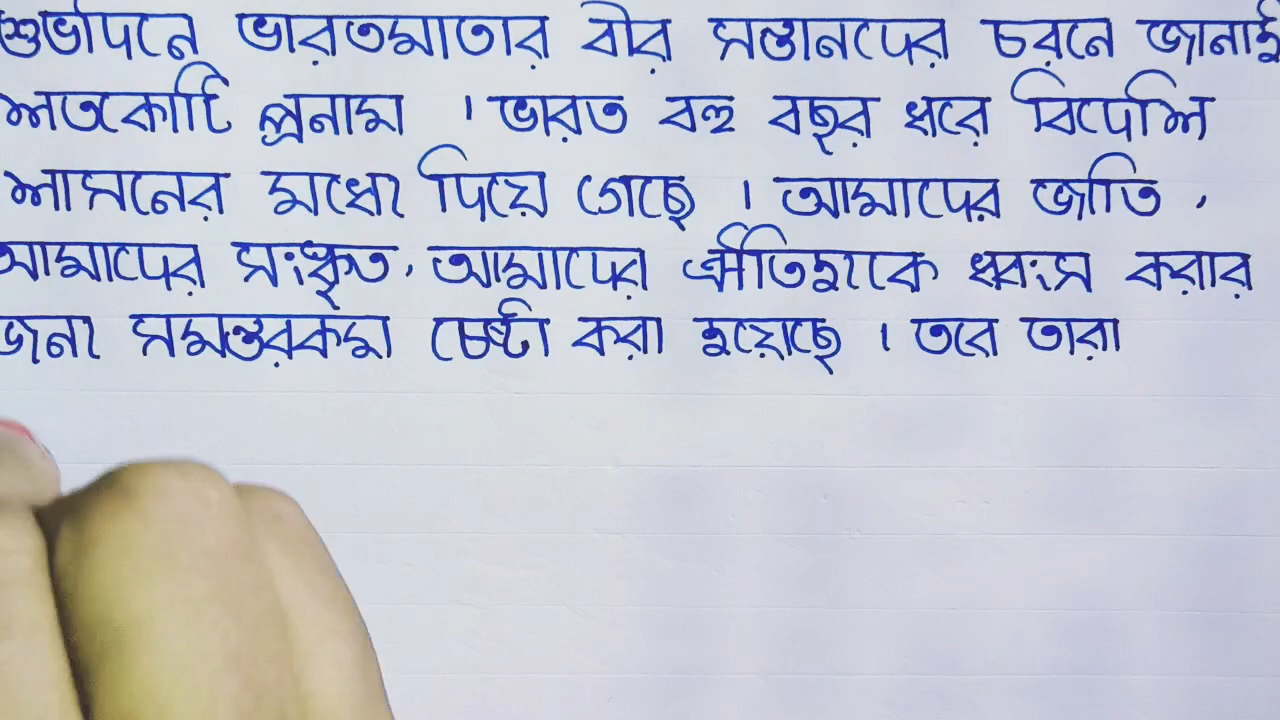 শুভদিনে ভারতমাতার বীর সন্তানদের চরনে জানাই
শতকোটি প্রনাম । ভারত বহু বছর ধরে বিদেশি
শাসনের মধ্যে দিয়ে গেছে । আমাদের জাতি ,
আমাদের সংস্কৃত , আমাদের ঐতিহ্যকে ধ্বংস করার
জন্য সমস্তরকম চেষ্টা করা হয়েছে । তবে তারা